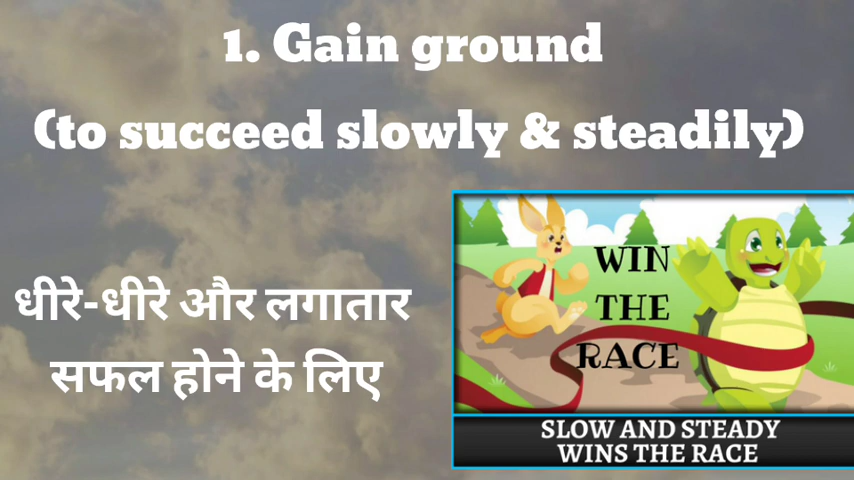 1. Gain ground
(to succeed slowly & steadily)
धीरे-धीरे और लगातार
सफल होने के लिए
WIN
THE
RACE
SLOW AND STEADY
WINS THE RACE